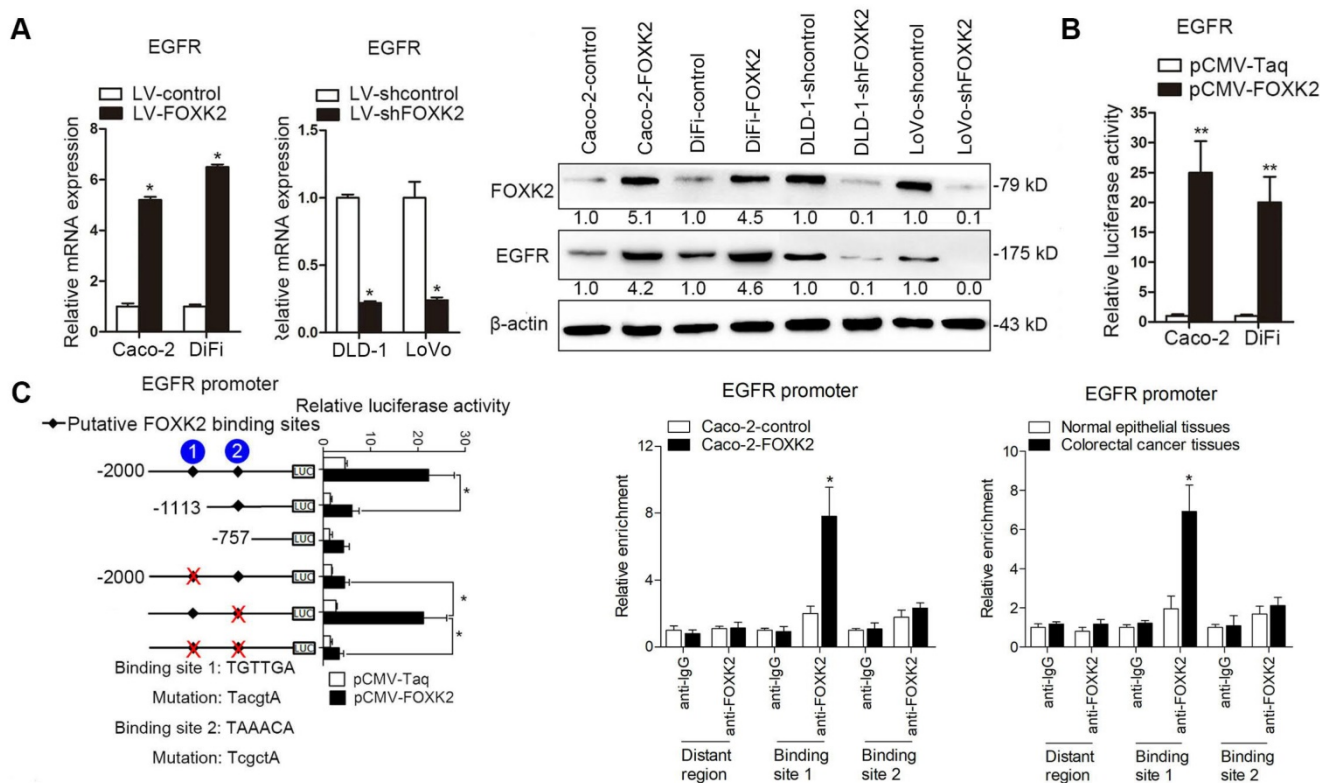 A
EGFR
LV-control
LV-FOXK2
Relative mRNA expression
8
6
4
2
0
*
*
Caco-2 DiFi
EGFR
LV-shcontrol
LV-shFOXK2
Relative mRNA expression
1.5
1.0
0.5
0.0
*
*
DLD-1 LoVo
Caco-2-control
Caco-2-FOXK2
DiFi-control
DiFi-FOXK2
DLD-1-shcontrol
DLD-1-shFOXK2
LoVo-shcontrol
LoVo-shFOXK2
FOXK2 -79 kD
1.0 5.1 1.0 4.5 1.0 0.1 1.0 0.1
EGFR -175 kD
1.0 4.2 1.0 4.6 1.0 0.1 1.0 0.0
β-actin -43 kD
B
EGFR
pCMV-Taq
pCMV-FOXK2
Relative luciferase activity
35
30
25
20
15
10
5
0
**
**
Caco-2 DiFi
C
EGFR promoter
Putative FOXK2 binding sites
Relative luciferase activity
0 10 20 30
1 2
-2000 LUC
-1113 LUC
*
-757 LUC
-2000 LUC
LUC
*
LUC
*
Binding site 1: TGTTGA
Mutation: TacgtA
Binding site 2: TAAACA
Mutation: TcgctA
pCMV-Taq
pCMV-FOXK2
EGFR promoter
Caco-2-control
Caco-2-FOXK2
Relative enrichment
12
8
4
0
*
anti-IgG
anti-FOXK2
anti-IgG
anti-FOXK2
anti-IgG
anti-FOXK2
Distant region
Binding site 1
Binding site 2
EGFR promoter
Normal epithelial tissues
Colorectal cancer tissues
Relative enrichment
10
8
6
4
2
0
*
anti-IgG
anti-FOXK2
anti-IgG
anti-FOXK2
anti-IgG
anti-FOXK2
Distant region
Binding site 1
Binding site 2